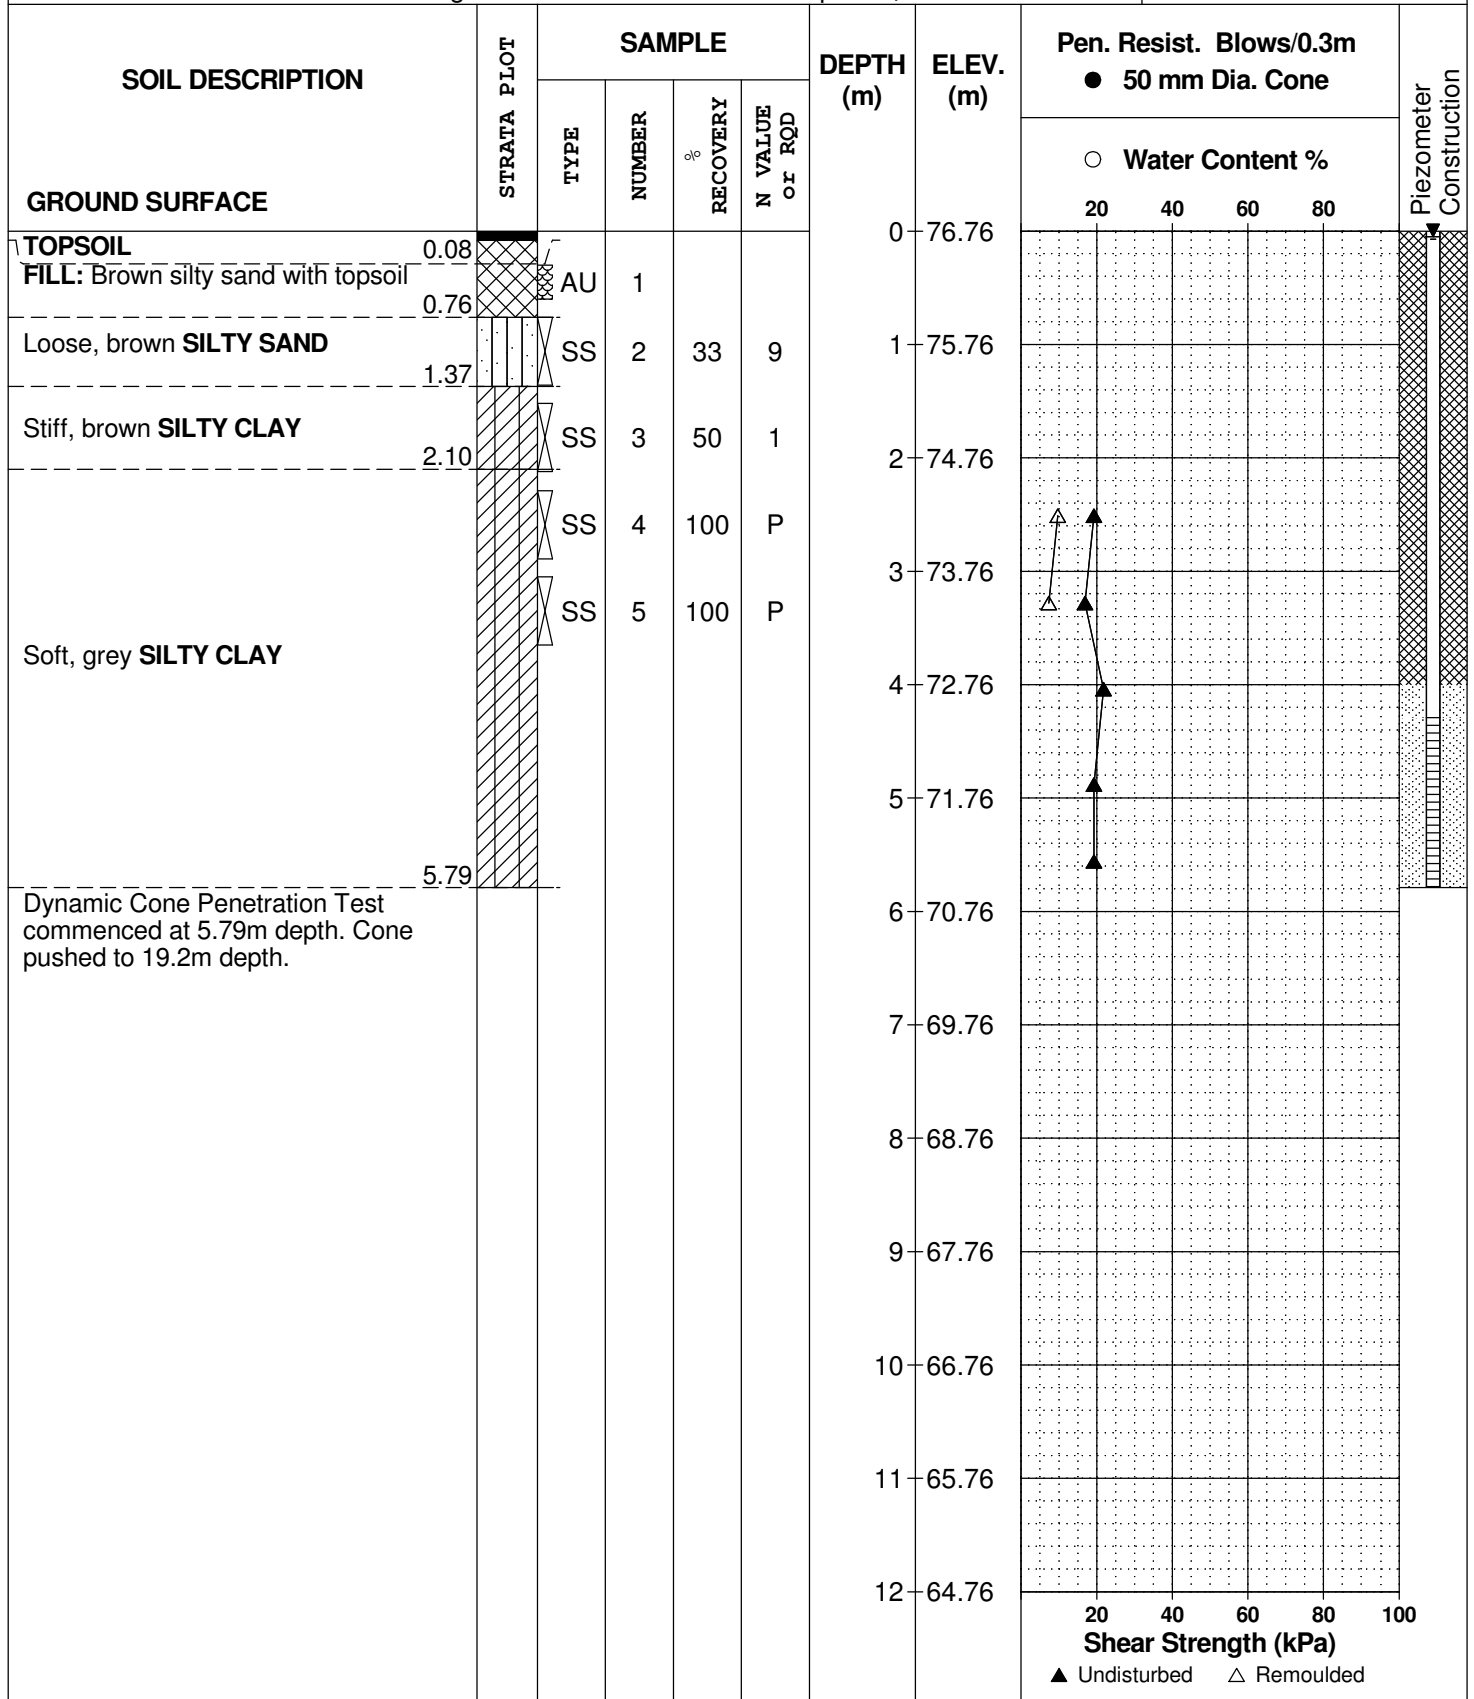 SOIL DESCRIPTION
GROUND SURFACE
STRATA PLOT
SAMPLE
TYPE
NUMBER
% RECOVERY
N VALUE or RQD
DEPTH (m)
ELEV. (m)
Pen. Resist. Blows/0.3m
● 50 mm Dia. Cone
○ Water Content %
20 40 60 80
Piezometer Construction
TOPSOIL 0.08
FILL: Brown silty sand with topsoil
0.76
AU 1
Loose, brown SILTY SAND
1.37
SS 2 33 9
Stiff, brown SILTY CLAY
2.10
SS 3 50 1
SS 4 100 P
SS 5 100 P
Soft, grey SILTY CLAY
5.79
Dynamic Cone Penetration Test
commenced at 5.79m depth. Cone
pushed to 19.2m depth.
0 76.76
1 75.76
2 74.76
3 73.76
4 72.76
5 71.76
6 70.76
7 69.76
8 68.76
9 67.76
10 66.76
11 65.76
12 64.76
20 40 60 80 100
Shear Strength (kPa)
▲ Undisturbed △ Remoulded